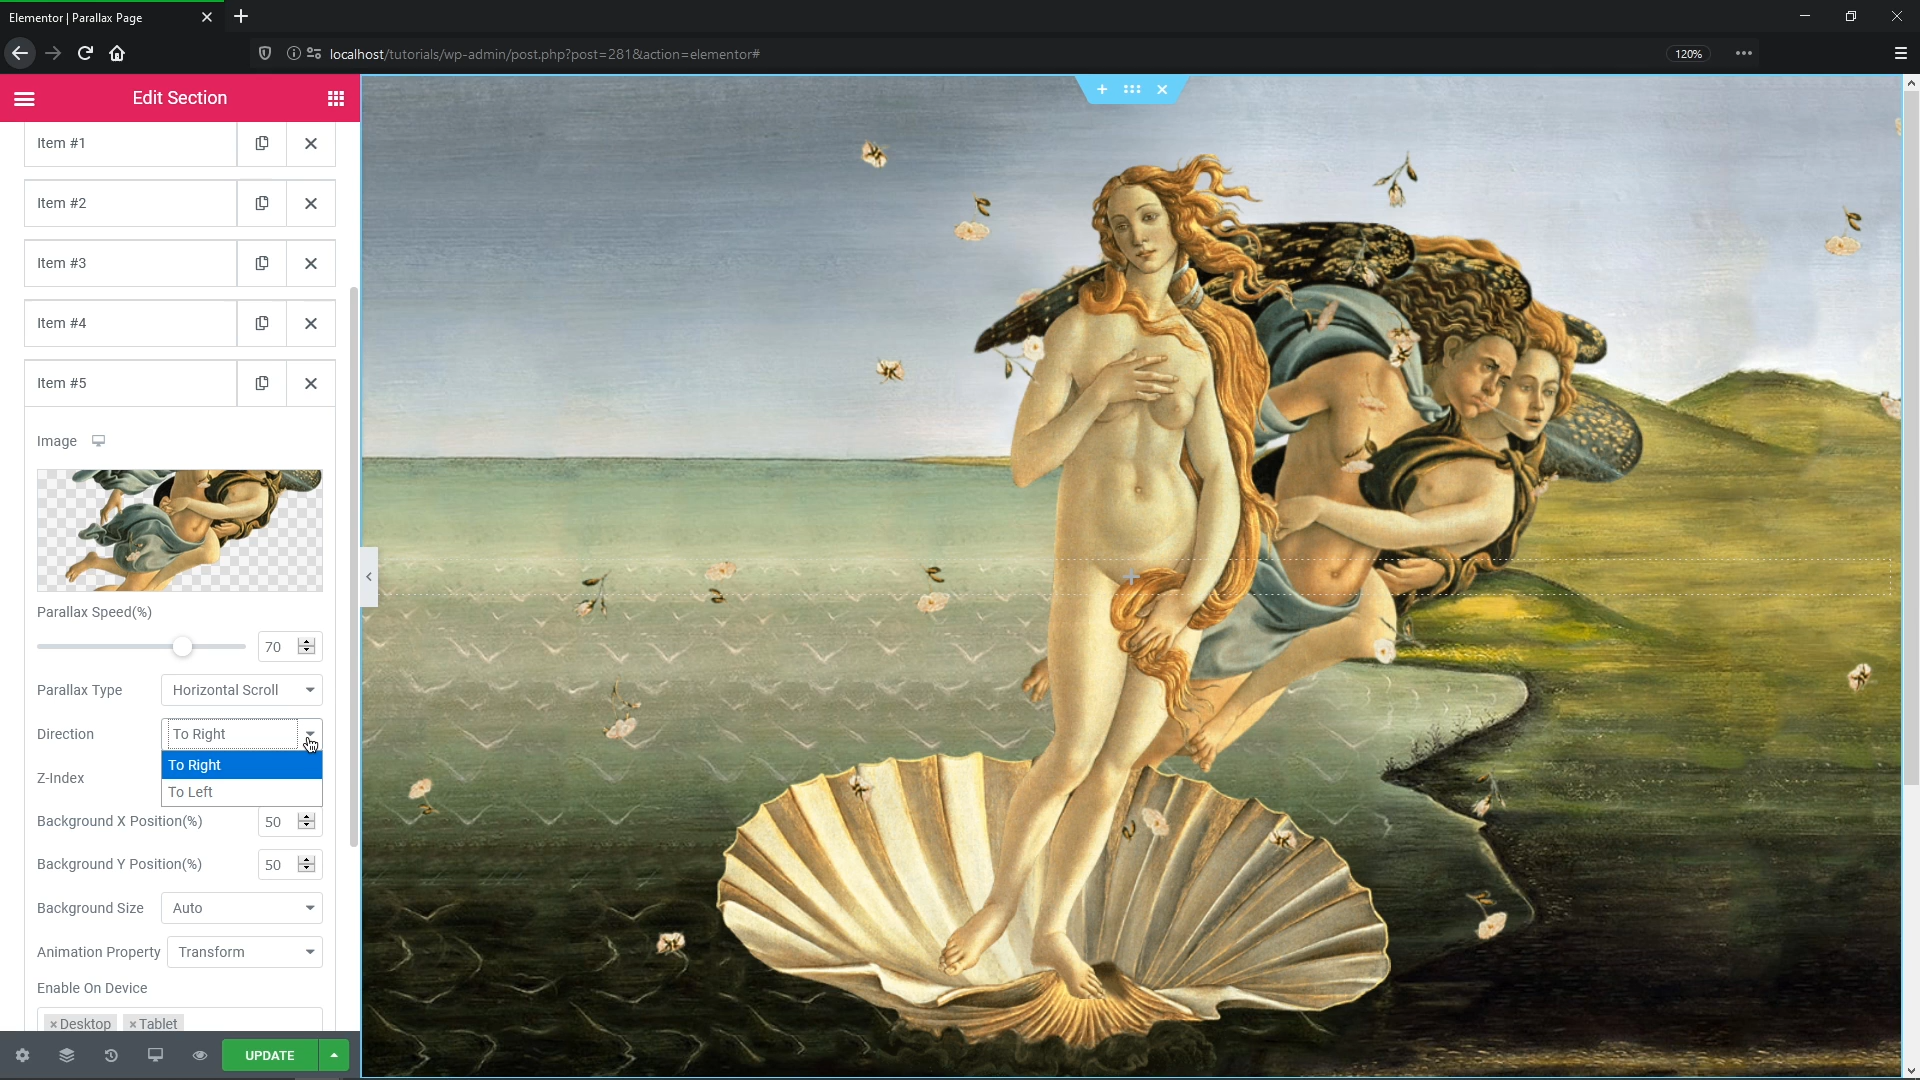 Elementor | Parallax Page
localhost/tutorials/wp-admin/post.php?post=281&action=elementor#
120%
Edit Section
Item #1
Item #2
Item #3
Item #4
Item #5
Image
Parallax Speed(%)
70
Parallax Type Horizontal Scroll
Direction To Right
To Right
Z-Index
To Left
Background X Position(%) 50
Background Y Position(%) 50
Background Size Auto
Animation Property Transform
Enable On Device
× Desktop × Tablet
UPDATE